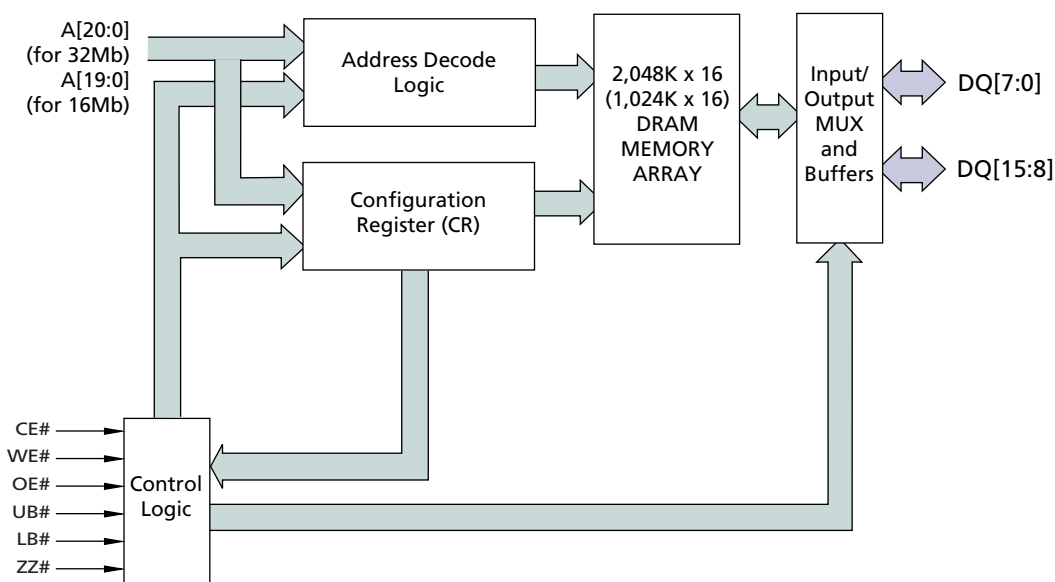 A[20:0]
(for 32Mb)
A[19:0]
(for 16Mb)
Address Decode
Logic
2,048K x 16
(1,024K x 16)
DRAM
MEMORY
ARRAY
Input/
Output
MUX
and
Buffers
DQ[7:0]
DQ[15:8]
Configuration
Register (CR)
CE#
WE#
OE#
UB#
LB#
ZZ#
Control
Logic